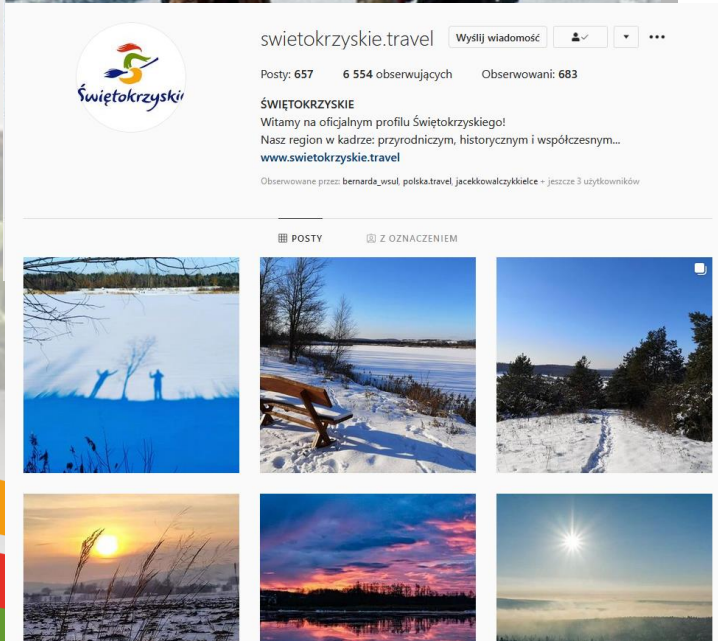 Świętokrzyskie
swietokrzyskie.travel Wyślij wiadomość
Posty: 657 6 554 obserwujących Obserwowani: 683
ŚWIĘTOKRZYSKIE
Witamy na oficjalnym profilu Świętokrzyskiego!
Nasz region w kadrze: przyrodniczym, historycznym i współczesnym...
www.swietokrzyskie.travel
Obserwowane przez: bernarda_wsul, polska.travel, jacekkowalczykkielce + jeszcze 3 użytkowników
POSTY Z OZNACZENIEM